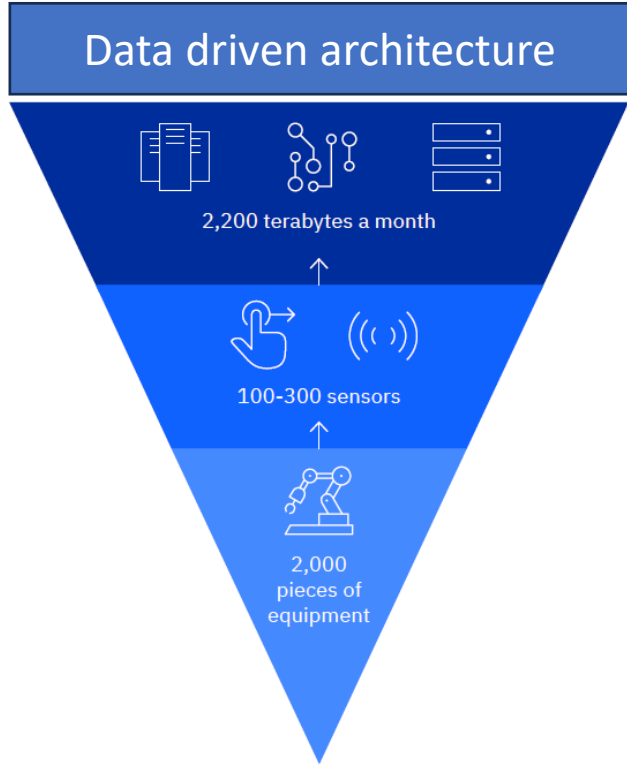 Data driven architecture
2,200 terabytes a month
100-300 sensors
2,000
pieces of
equipment